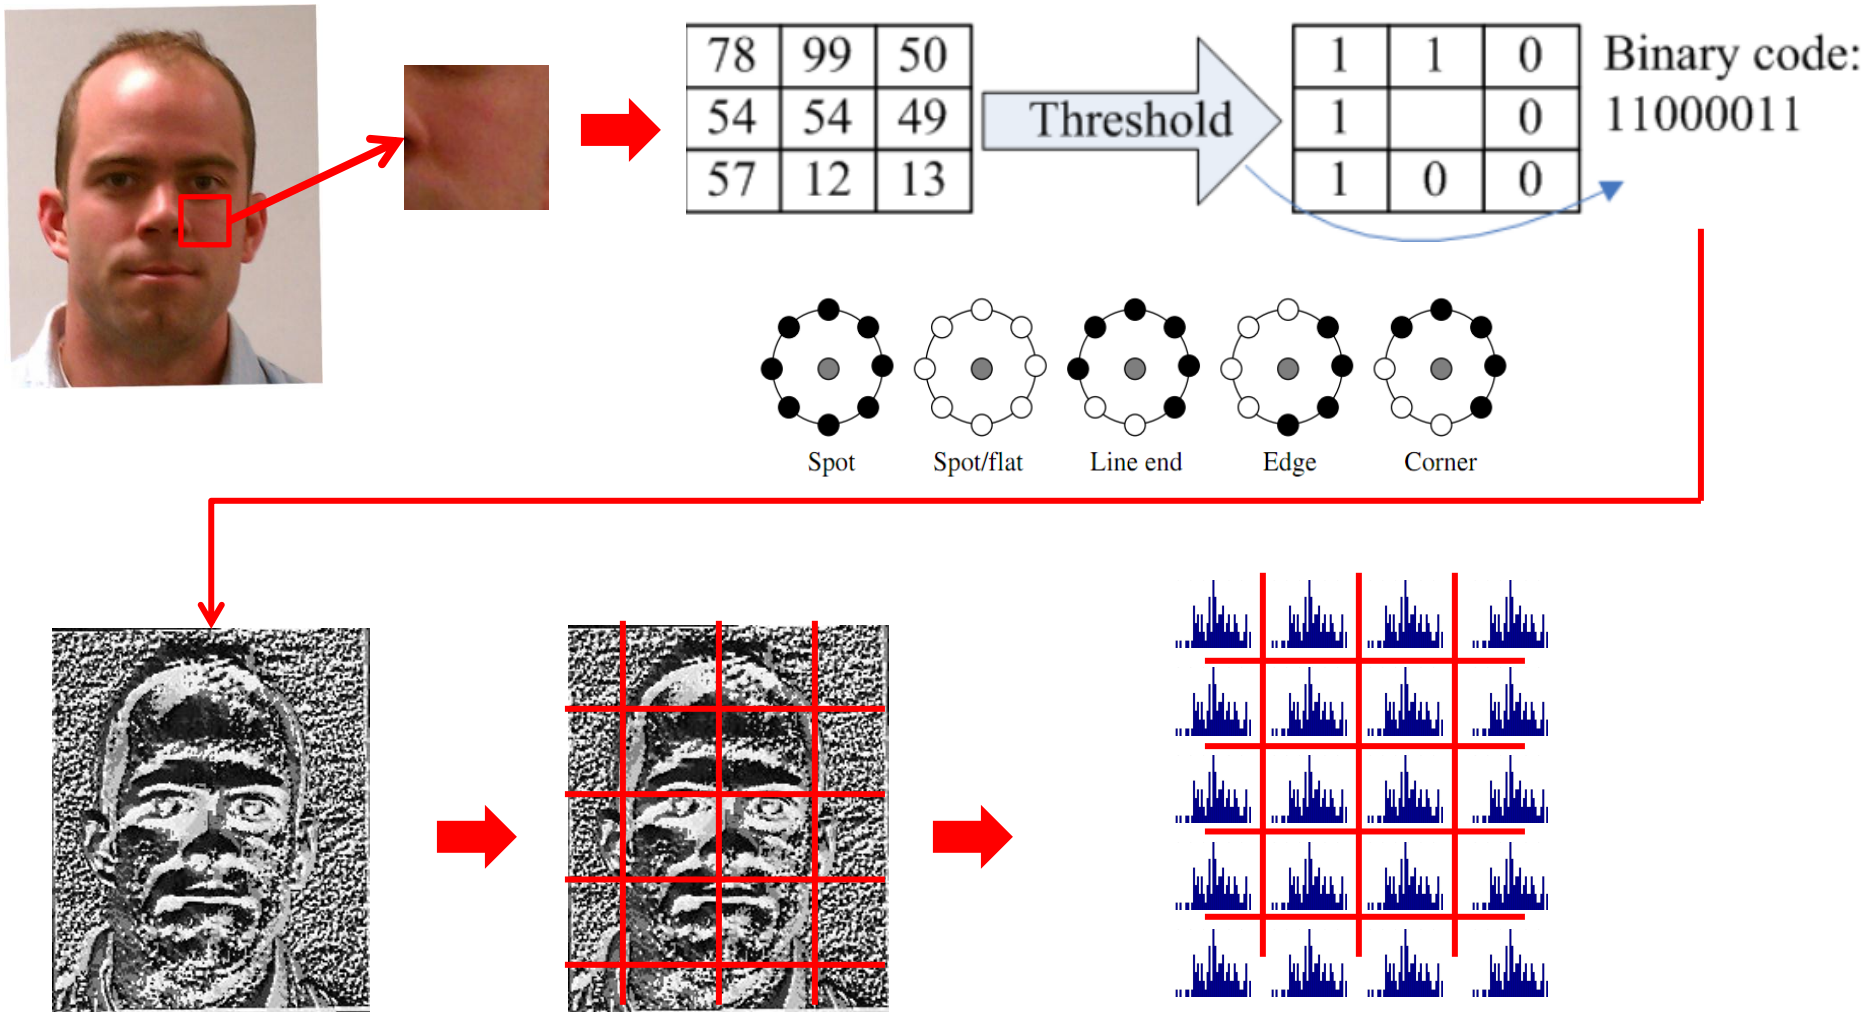 78 99 50
54 54 49
57 12 13
Threshold
1 1 0
1 0
1 0 0
Binary code:
11000011
Spot
Spot/flat
Line end
Edge
Corner